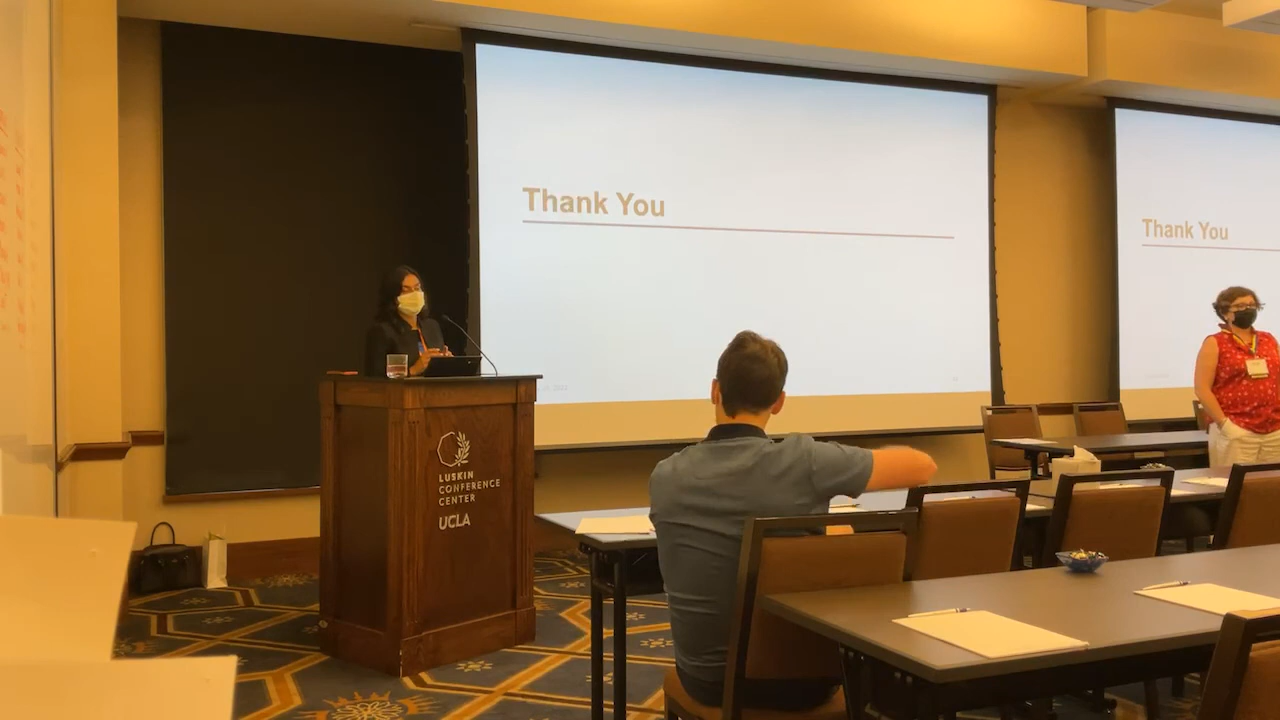 Thank You
Thank You
LUSKIN
CONFERENCE
CENTER
UCLA